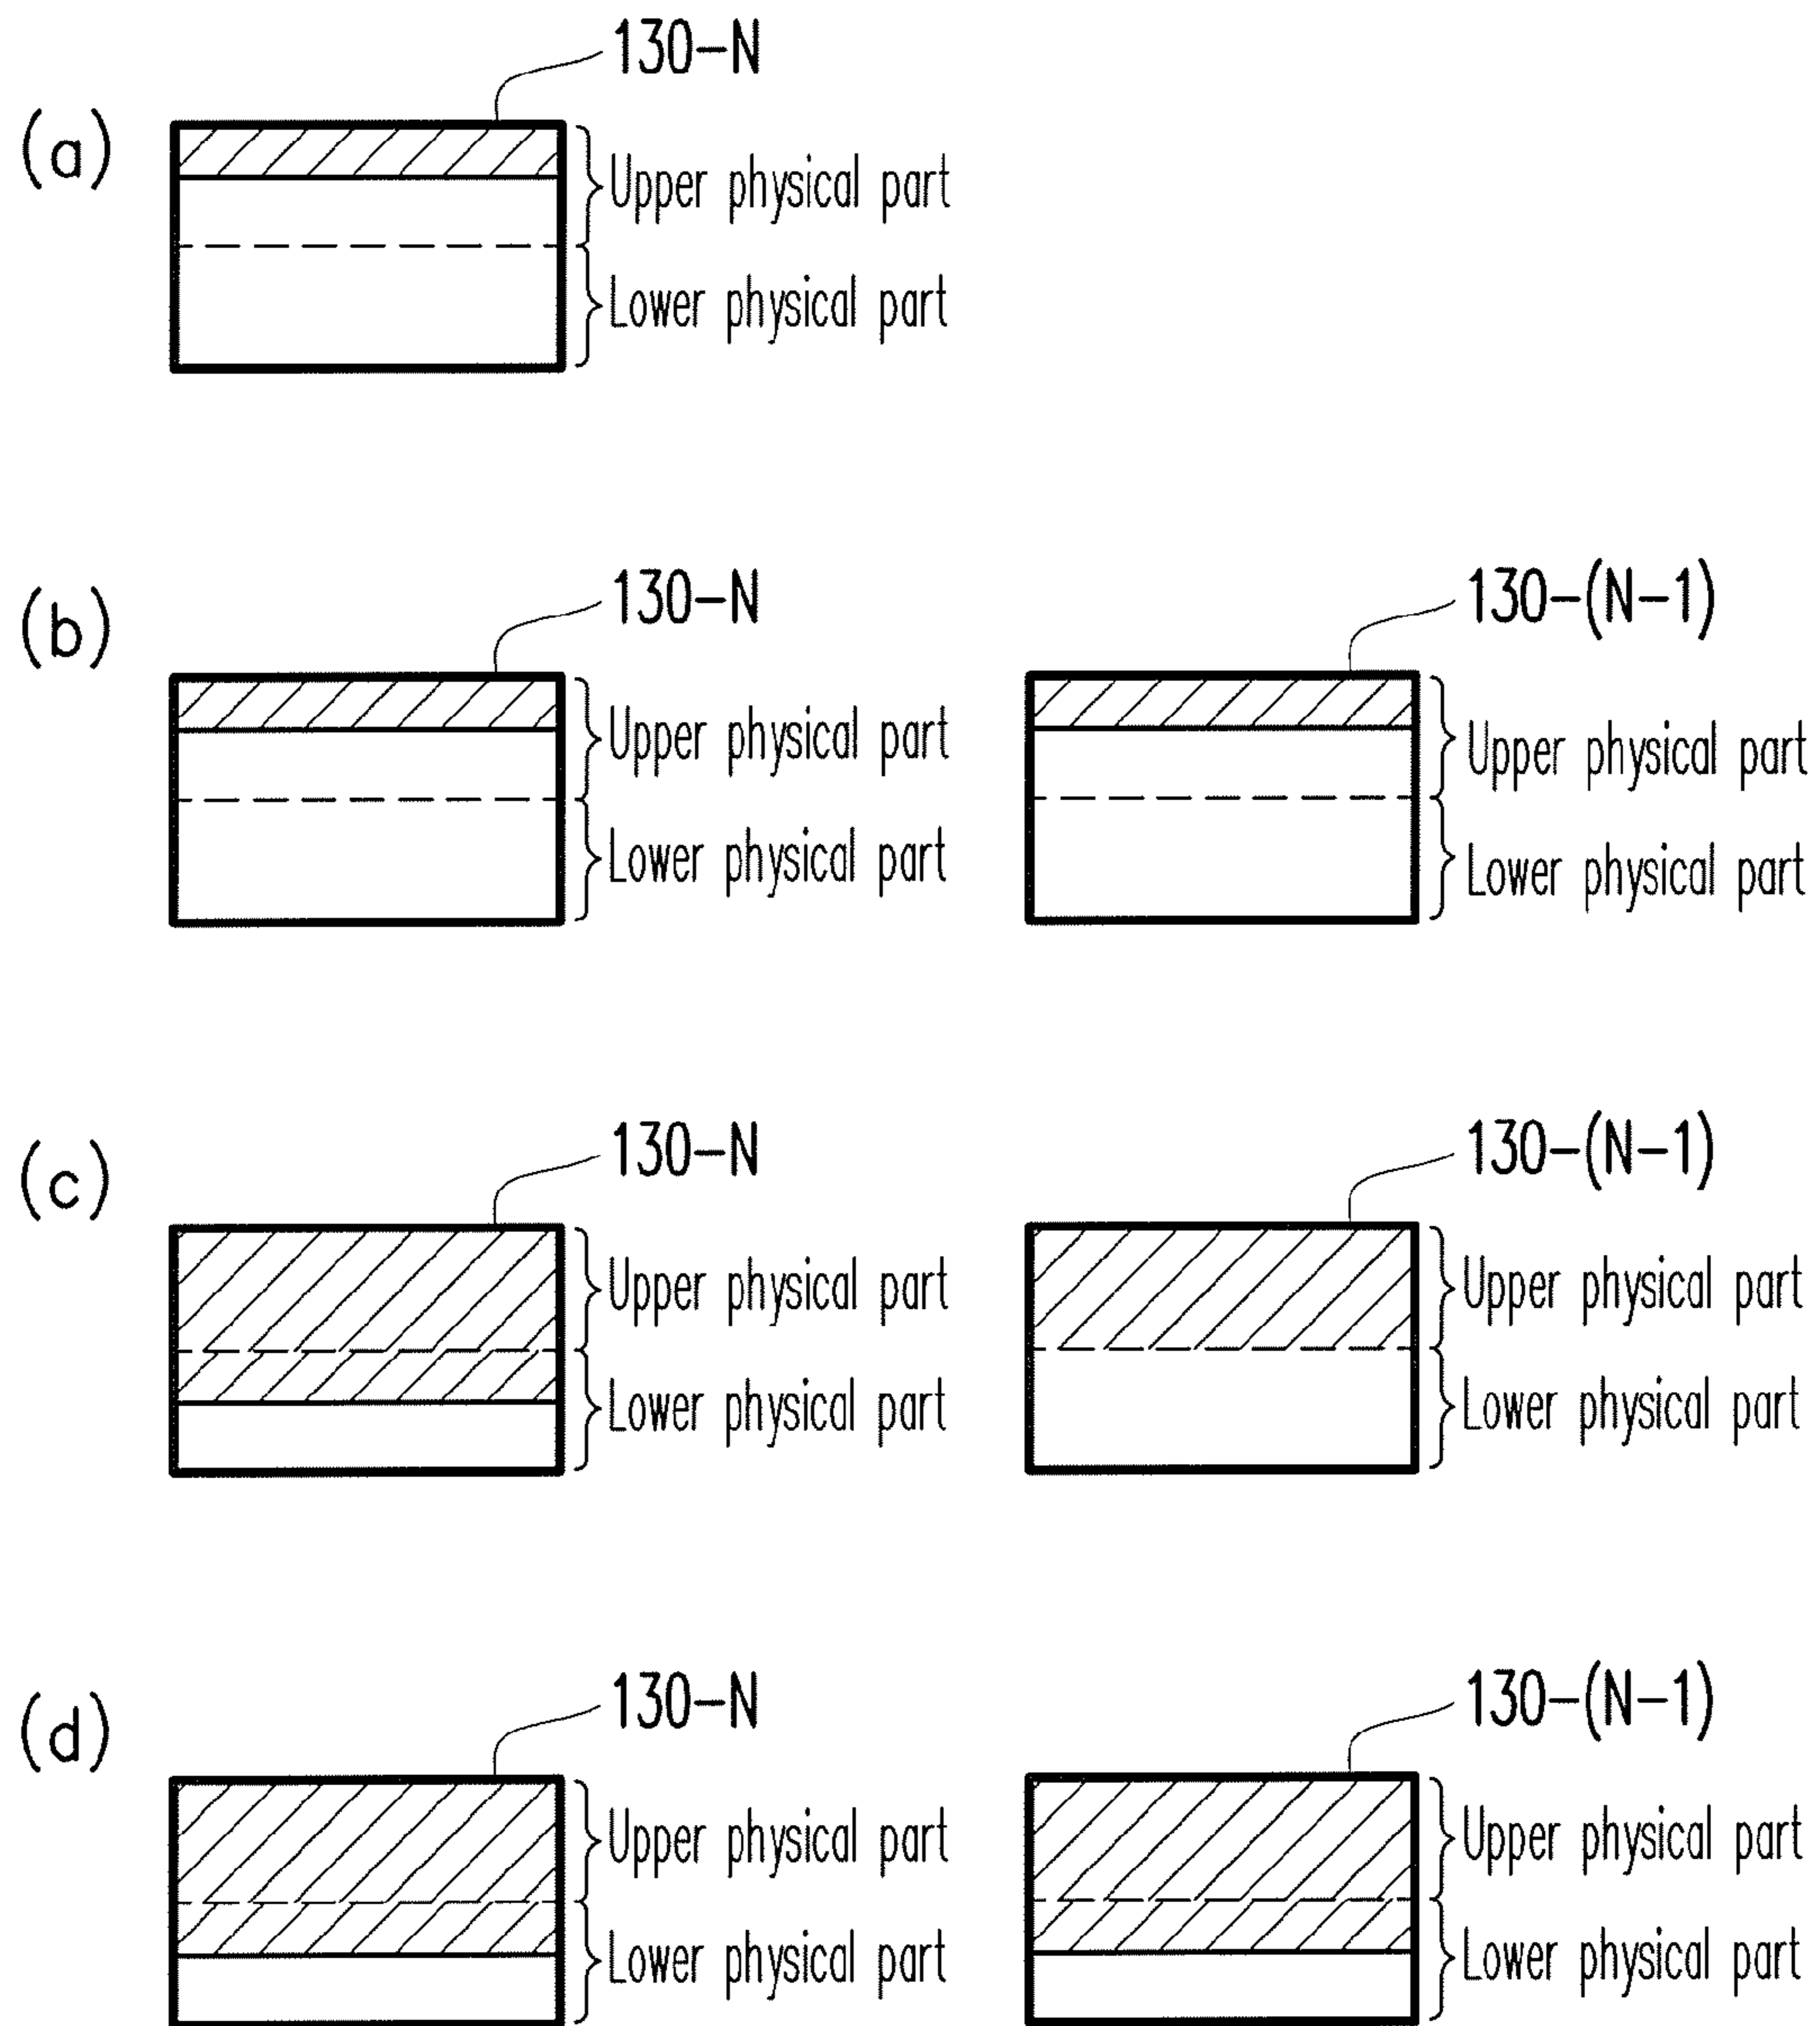 130-N
(a)
Upper physical part
Lower physical part
130-N
130-(N-1)
(b)
Upper physical part
Upper physical part
Lower physical part
Lower physical part
130-N
130-(N-1)
(c)
Upper physical part
Upper physical part
Lower physical part
Lower physical part
130-N
130-(N-1)
(d)
Upper physical part
Upper physical part
Lower physical part
Lower physical part